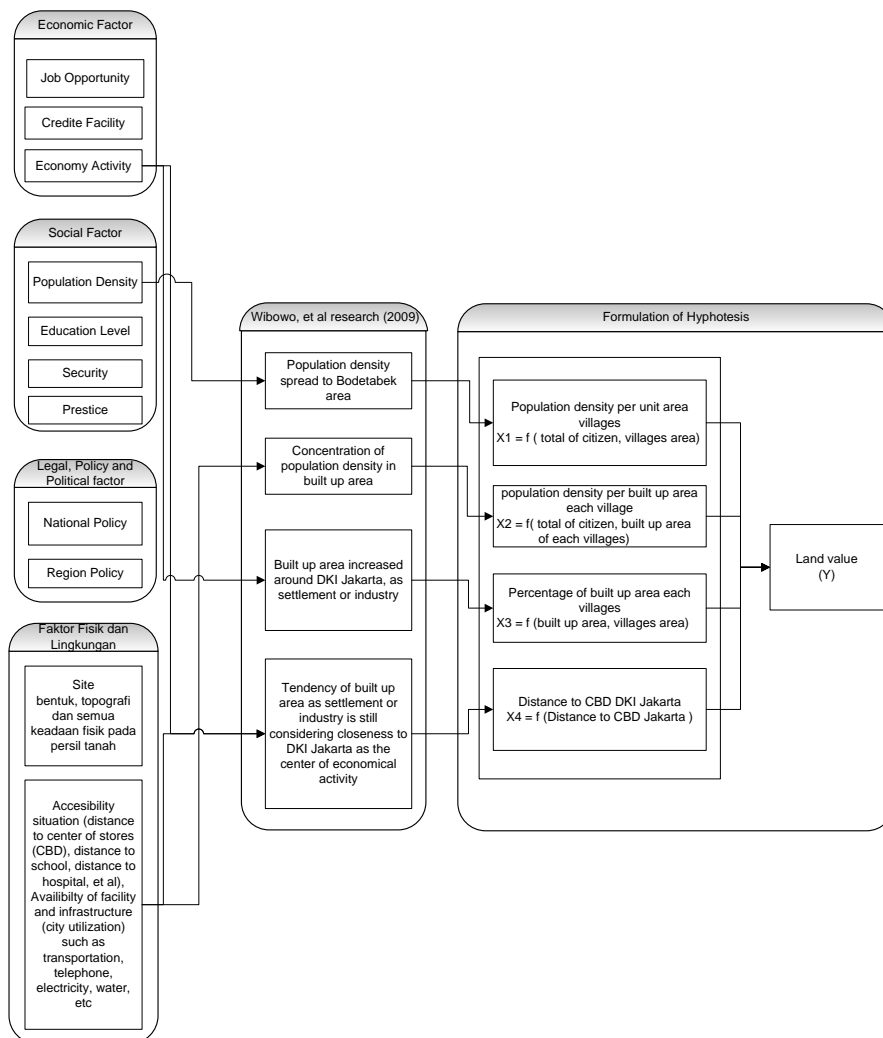 Economic Factor
Job Opportunity
Credite Facility
Economy Activity
Social Factor
Population Density
Education Level
Security
Prestice
Legal, Policy and
Political factor
National Policy
Region Policy
Faktor Fisik dan
Lingkungan
Site
bentuk, topografi
dan semua
keadaan fisik pada
persil tanah
Accesibility
situation (distance
to center of stores
(CBD), distance to
school, distance to
hospital, et al),
Availibilty of facility
and infrastructure
(city utilization)
such as
transportation,
telephone,
electricity, water,
etc
Wibowo, et al research (2009)
Population density
spread to Bodetabek
area
Concentration of
population density in
built up area
Built up area increased
around DKI Jakarta, as
settlement or industry
Tendency of built up
area as settlement or
industry is still
considering closeness to
DKI Jakarta as the
center of economical
activity
Formulation of Hyphotesis
Population density per unit area
villages
X1 = f ( total of citizen, villages area)
population density per built up area
each village
X2 = f( total of citizen, built up area
of each villages)
Percentage of built up area each
villages
X3 = f (built up area, villages area)
Distance to CBD DKI Jakarta
X4 = f (Distance to CBD Jakarta )
Land value
(Y)